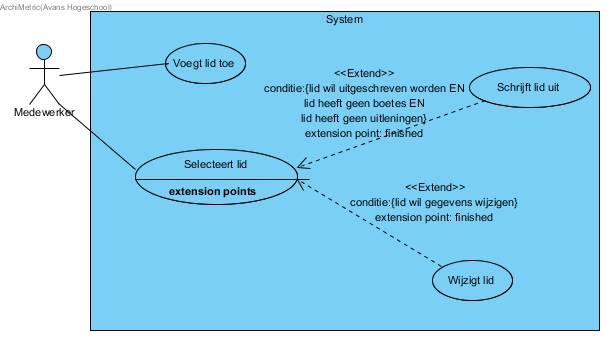 ArchiMetric(Avans Hogeschool)
System
Voegt lid toe
<<Extend>>
conditie:{lid wil uitgeschreven worden EN
lid heeft geen boetes EN
lid heeft geen uitleningen}
extension point: finished
Schrijft lid uit
Medewerker
Selecteert lid
extension points
<<Extend>>
conditie:{lid wil gegevens wijzigen}
extension point: finished
Wijzigt lid